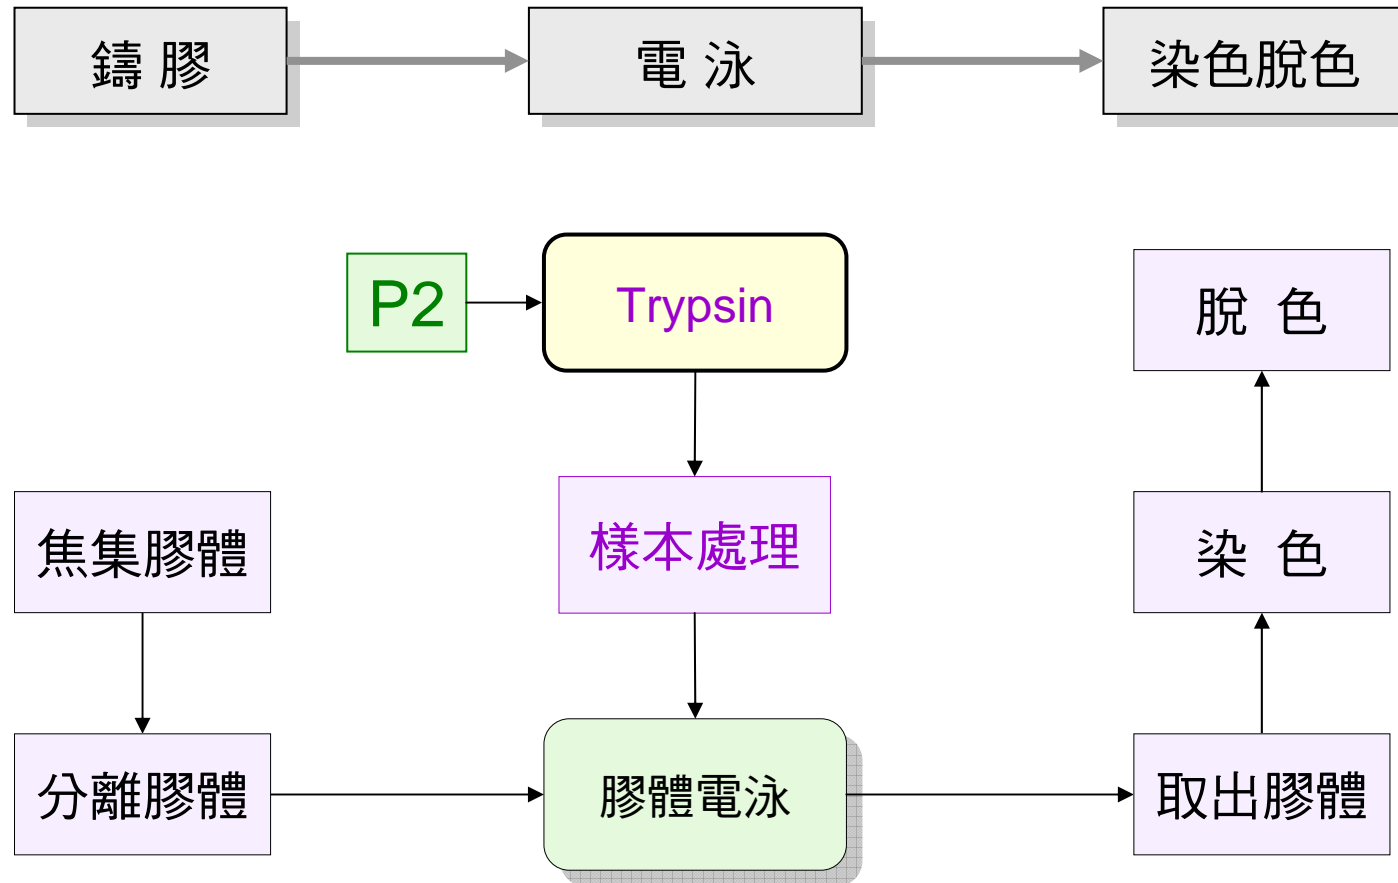 鑄 膠
電 泳
染色脫色
P2
Trypsin
脫 色
焦集膠體
樣本處理
染 色
分離膠體
膠體電泳
取出膠體